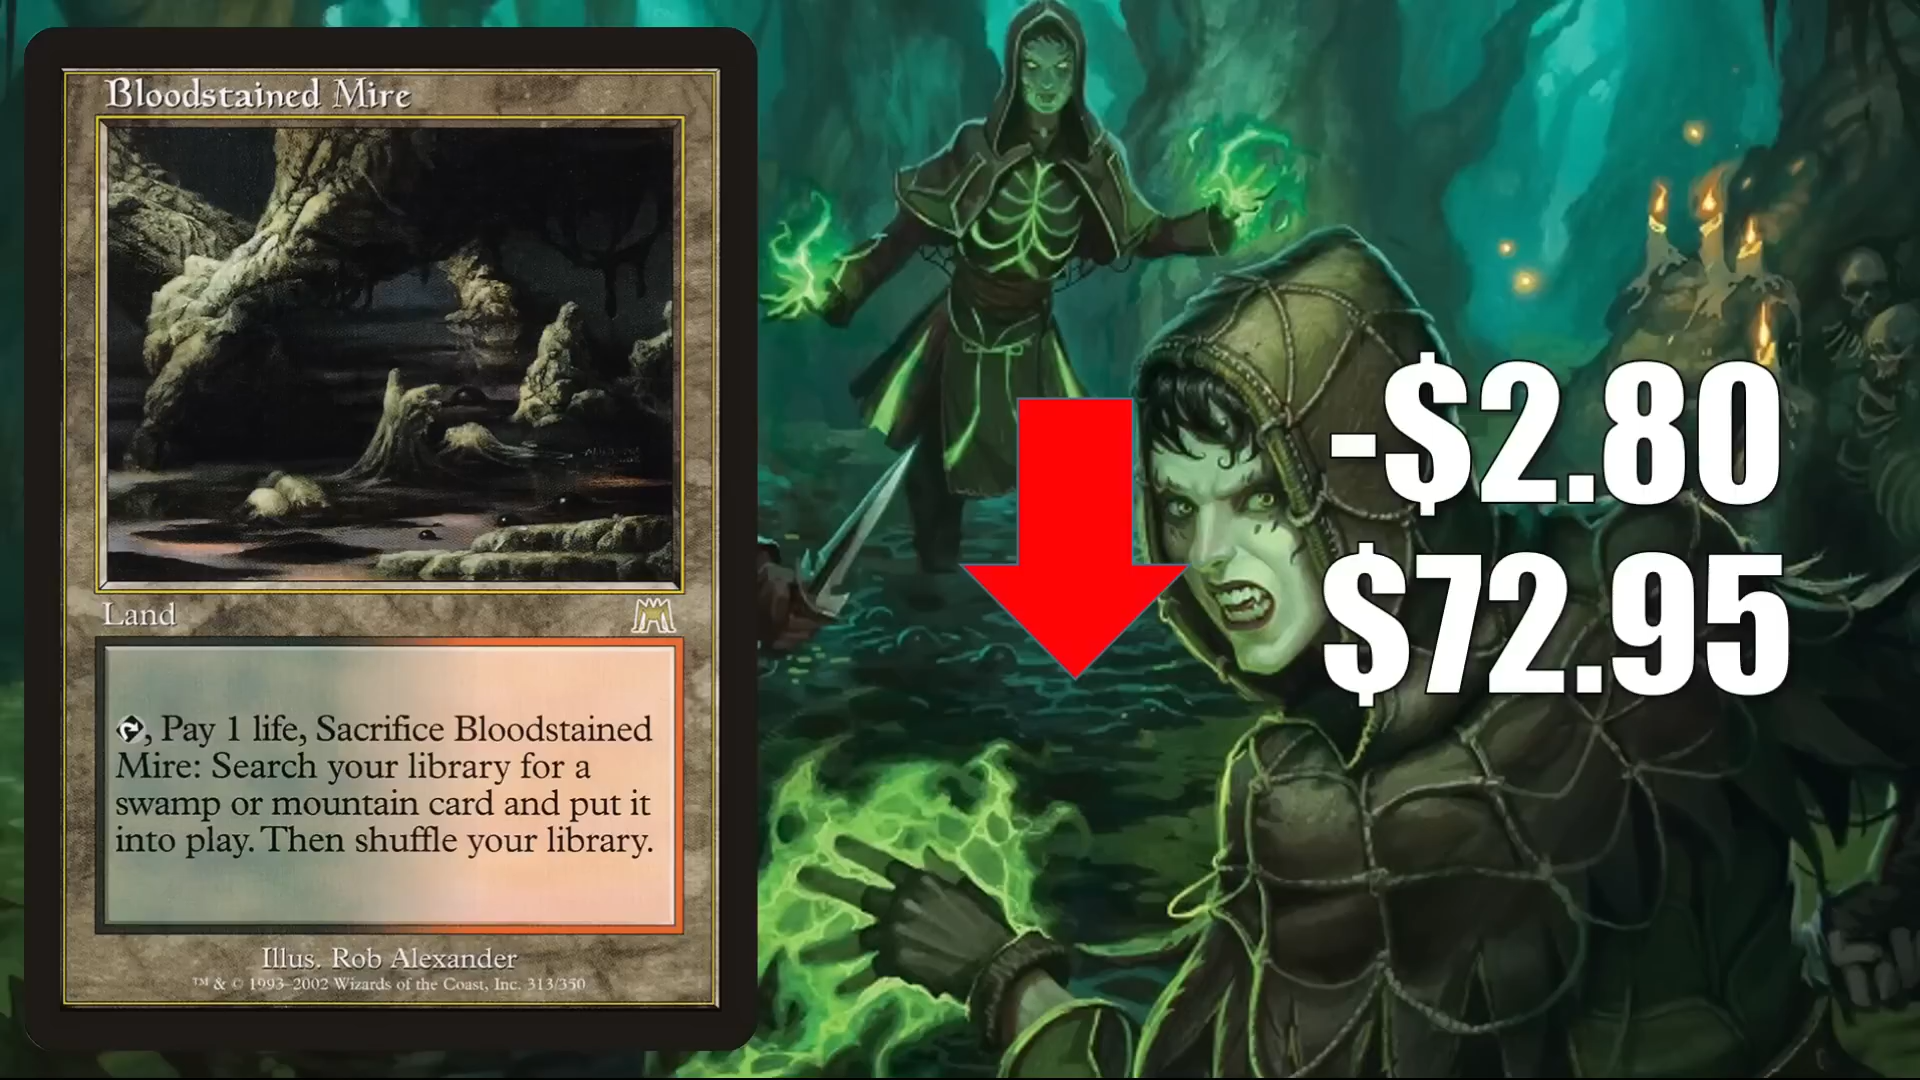 Bloodstained Mire
Land
, Pay 1 life, Sacrifice Bloodstained
Mire: Search your library for a
swamp or mountain card and put it
into play. Then shuffle your library.
Illus. Rob Alexander
™ & © 1993–2002 Wizards of the Coast, Inc. 313/350
-$2.80
$72.95